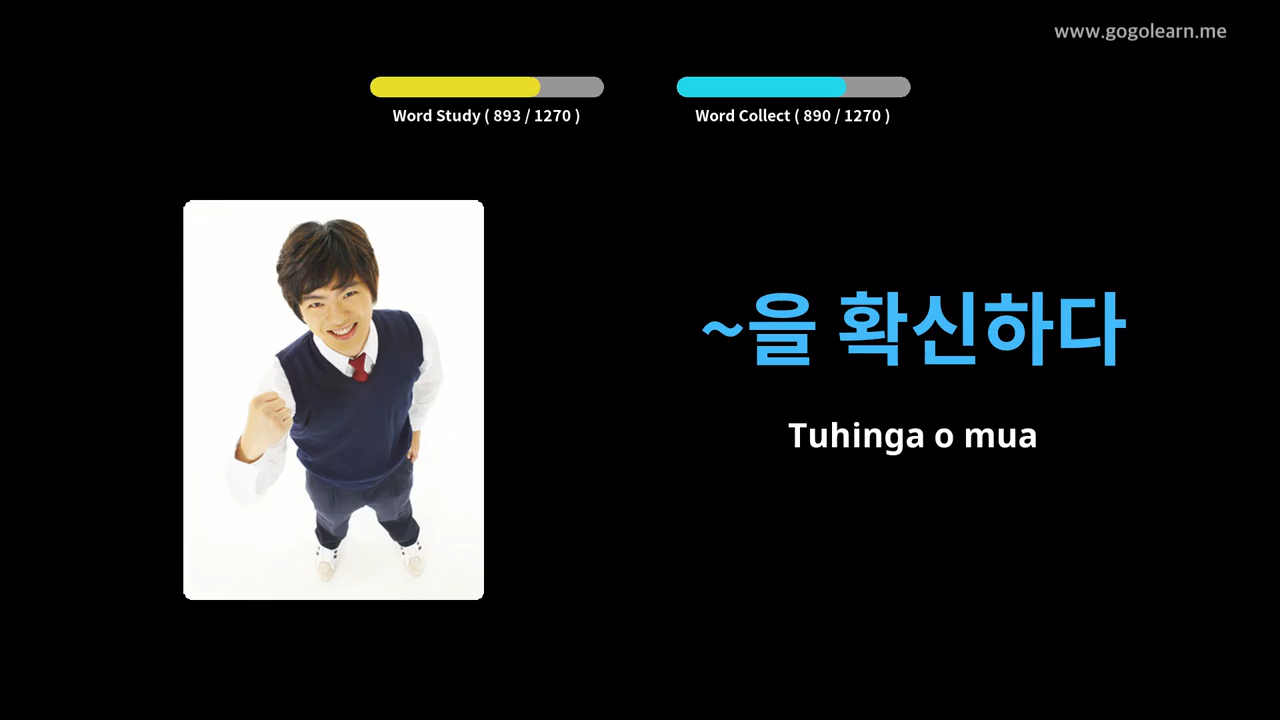 www.gogolearn.me
Word Study ( 893 / 1270 )
Word Collect ( 890 / 1270 )
~을 확신하다
Tuhinga o mua